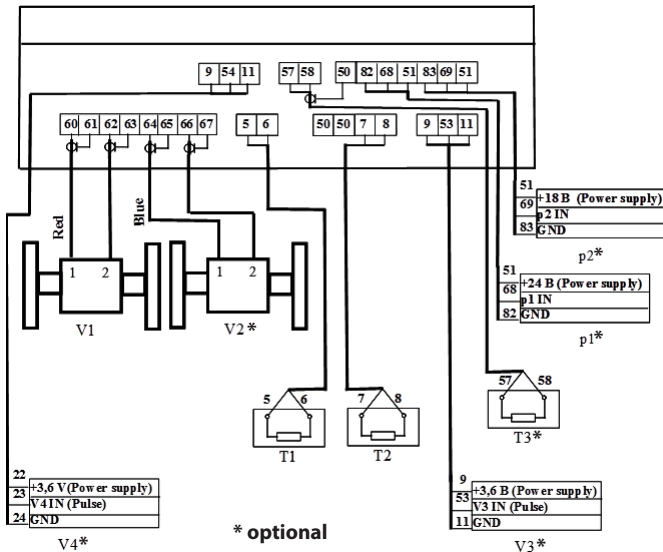 9 54 11 57 58 50 82 68 51 83 69 51
60 61 62 63 64 65 66 67 5 6 50 50 7 8 9 53 11
Red
Blue
51
69
83
+18 B (Power supply)
p2 IN
GND
p2*
1 2
V1
1 2
V2*
51
68
82
+24 B (Power supply)
p1 IN
GND
p1*
5 6
T1
7 8
T2
57 58
T3*
22
23
24
+3,6 V(Power supply)
V4 IN (Pulse)
GND
V4*
* optional
9
53
11
+3,6 B (Power supply)
V3 IN (Pulse)
GND
V3*